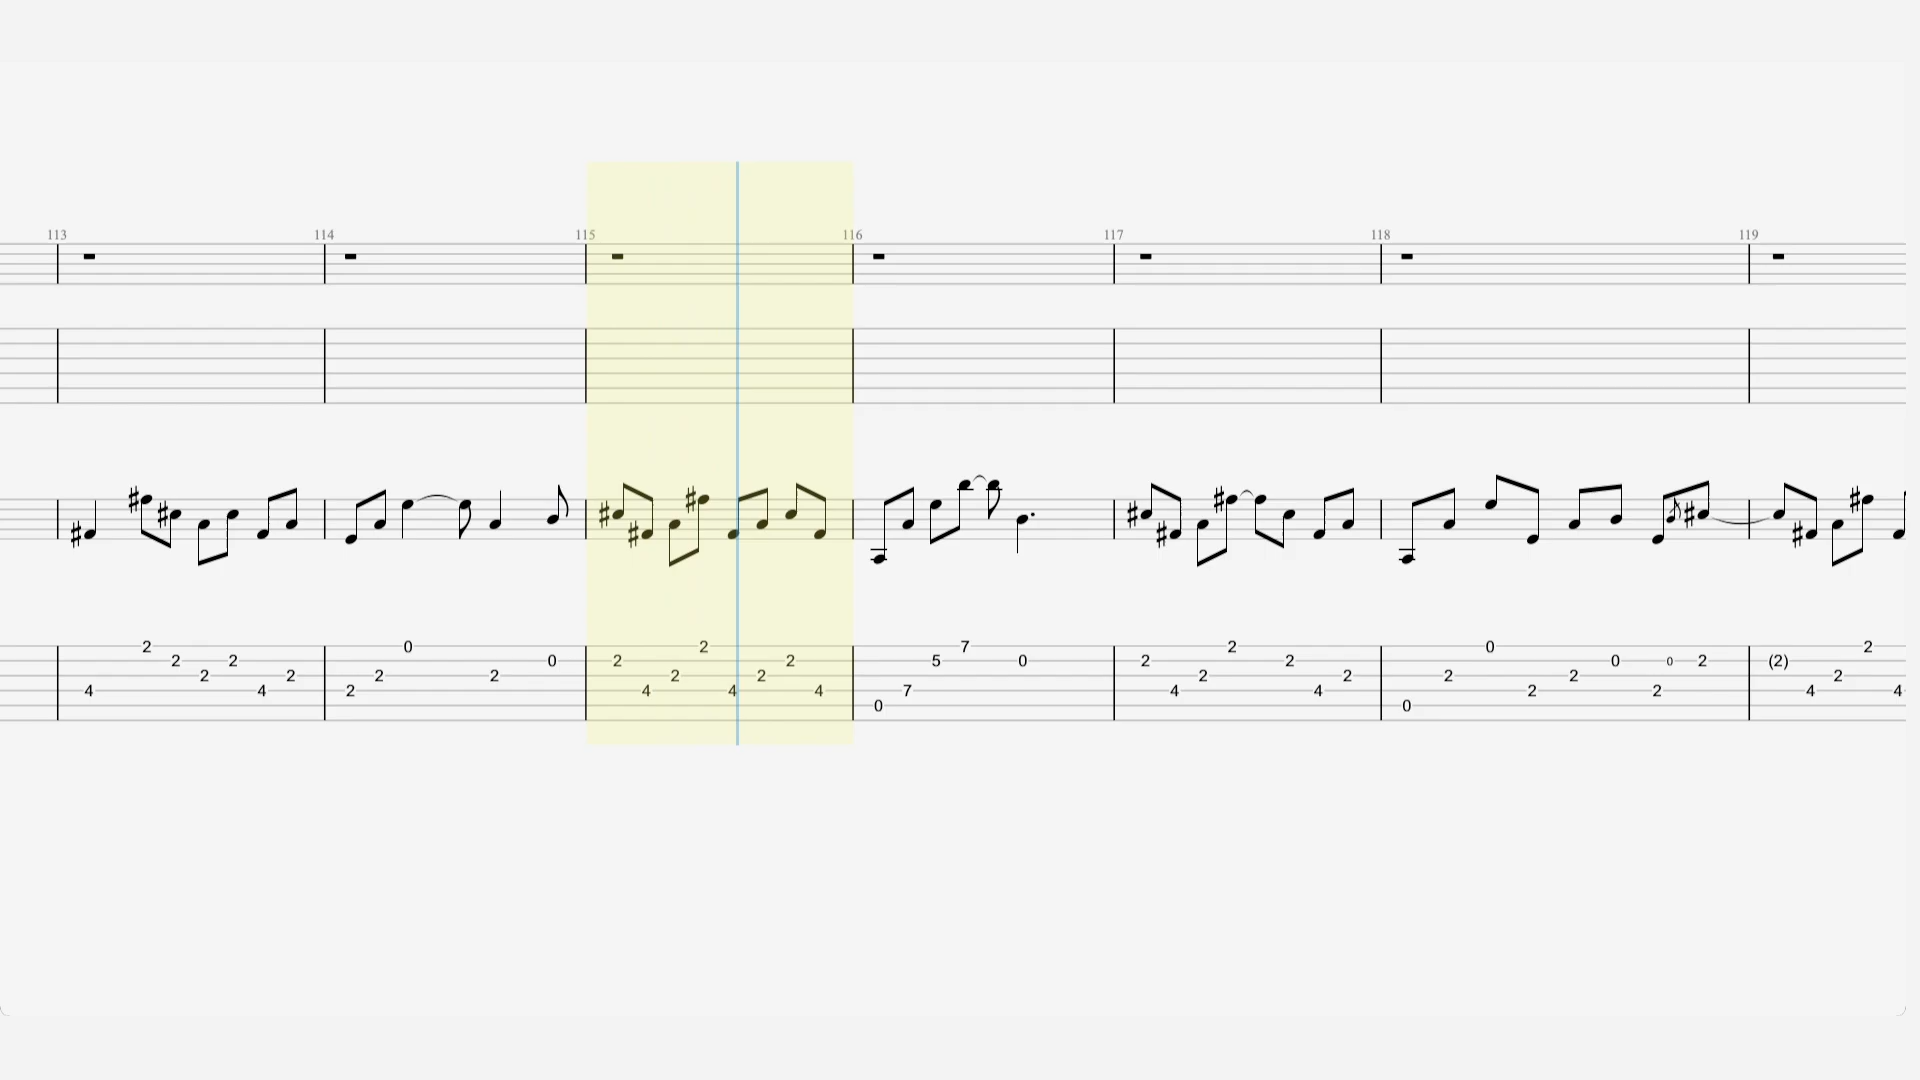 113 114 115 116 117 118 119
2 0 2 7 2 0 2
2 2 0 2 2 5 0 2 2 0 0 2 (2)
2 2 2 2 2 2 2 2 2 2 2
4 4 2 4 4 4 7 4 4 2 2 4 4
0 0